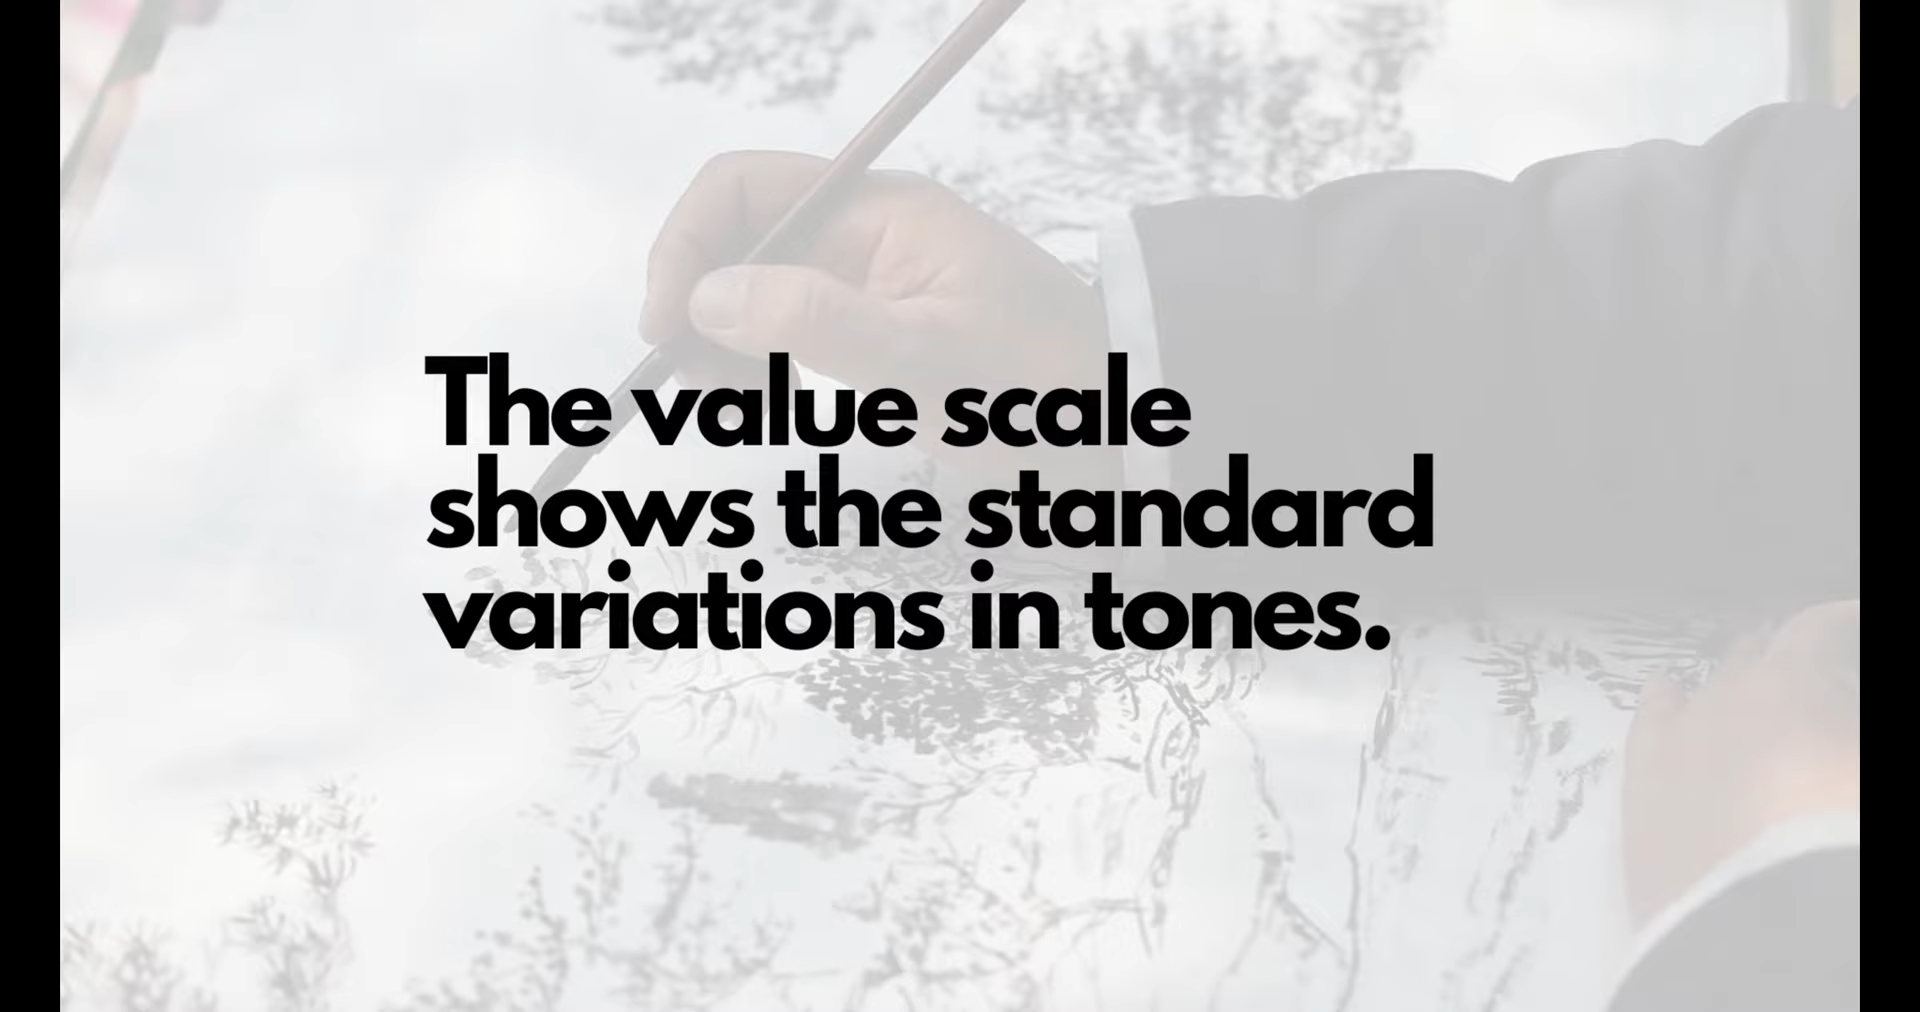 The value scale
shows the standard
variations in tones.